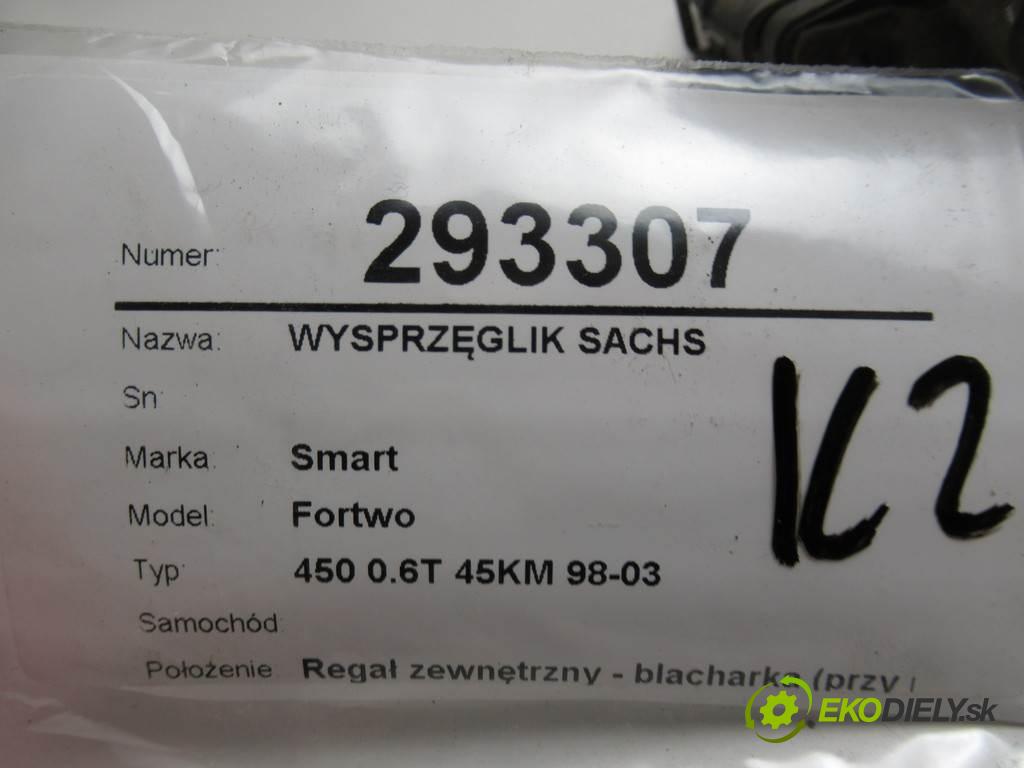 Numer: 293307
Nazwa: WYSPRZĘGLIK SACHS
Sn:
Marka: Smart
Model: Fortwo
Typ: 450 0.6T 45KM 98-03
Samochód:
Położenie Regał zewnętrzny - blacharka (przy
K2
EKODIELY.sk